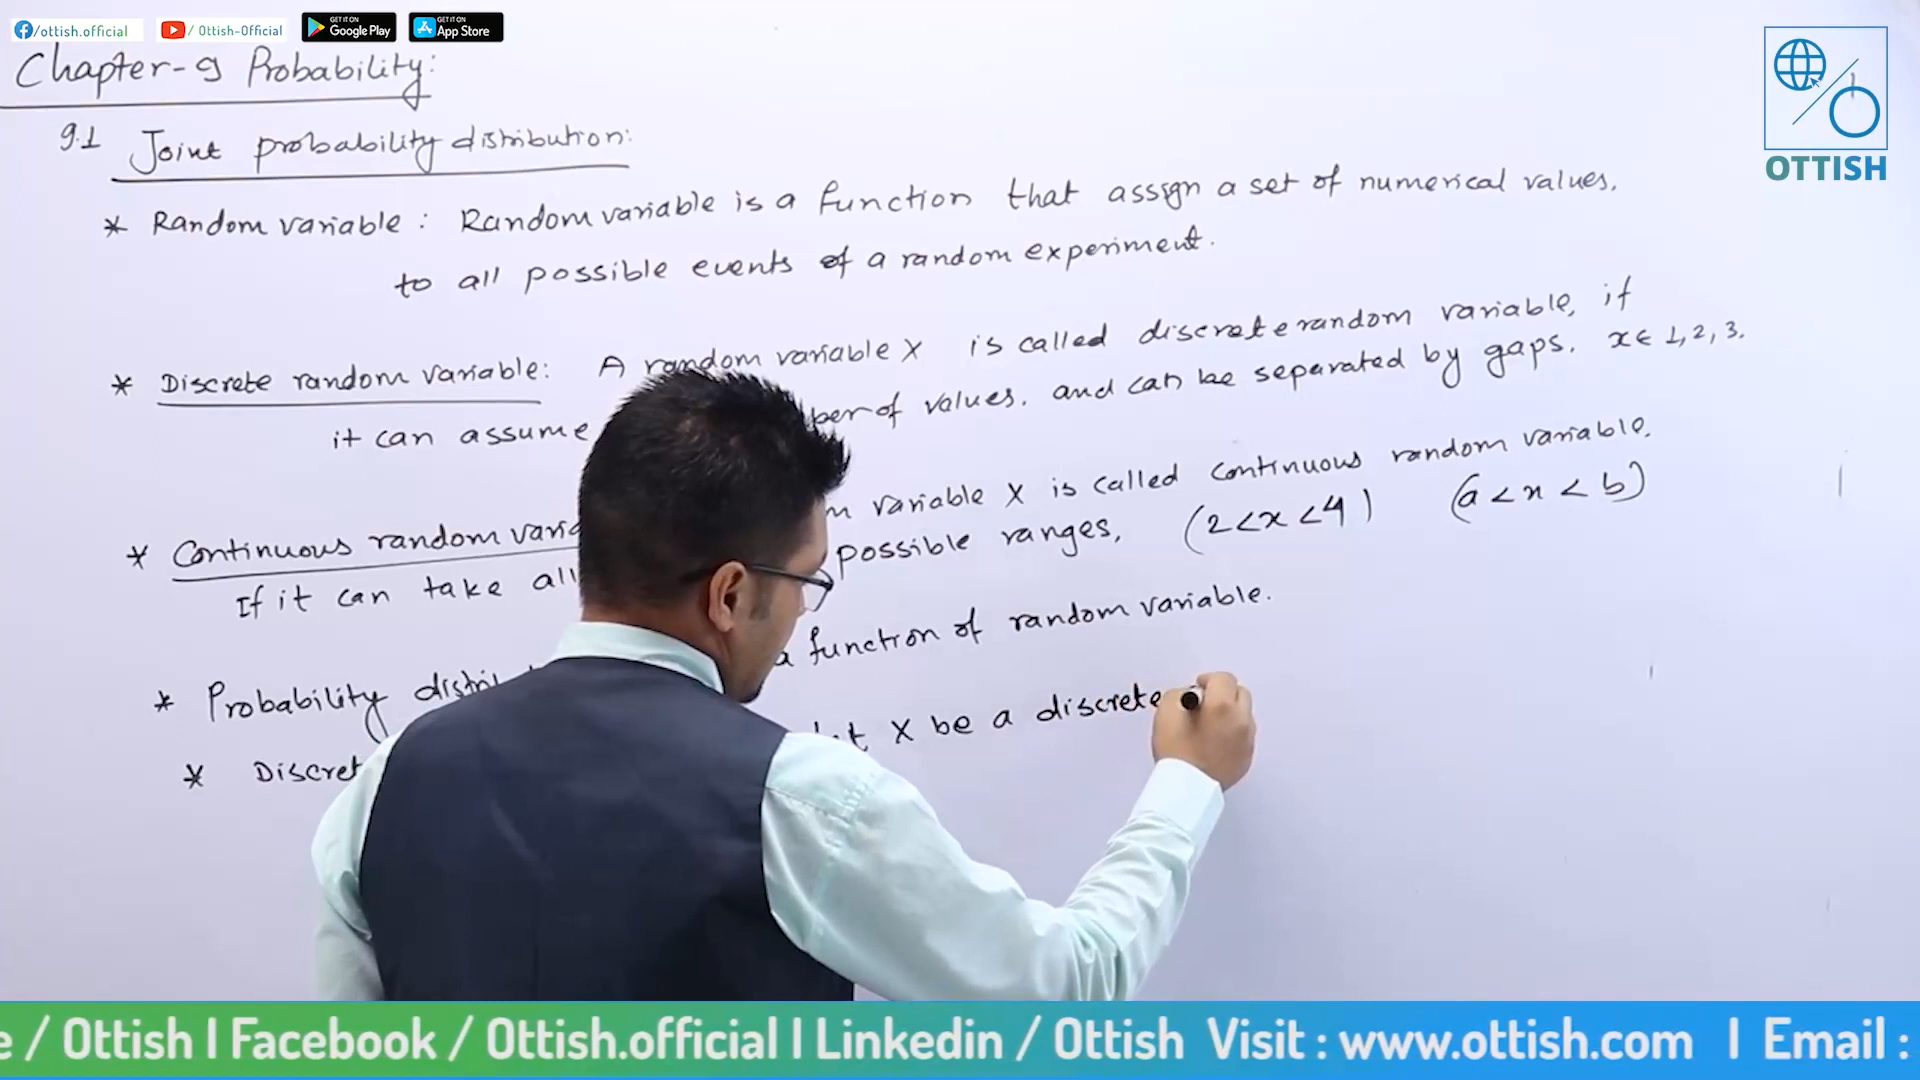 /ottish.official / Ottish-Official GET IT ON Google Play GET IT ON App Store
Chapter-9 Probability:
OTTISH
9.1 Joint probability distribution:
* Random variable : Random variable is a function that assign a set of numerical values,
to all possible events of a random experiment.
* Discrete random variable: A random variable X is called discrete random variable, if
it can assume ber of values, and can be separated by gaps. x ∈ 1, 2, 3.
* Continuous random varia m variable X is called continuous random variable.
If it can take all possible ranges, (2 < x < 4) (a < x < b)
* Probability distri a function of random variable.
* Discret let X be a discrete
/ Ottish I Facebook / Ottish.official I Linkedin / Ottish Visit : www.ottish.com I Email :